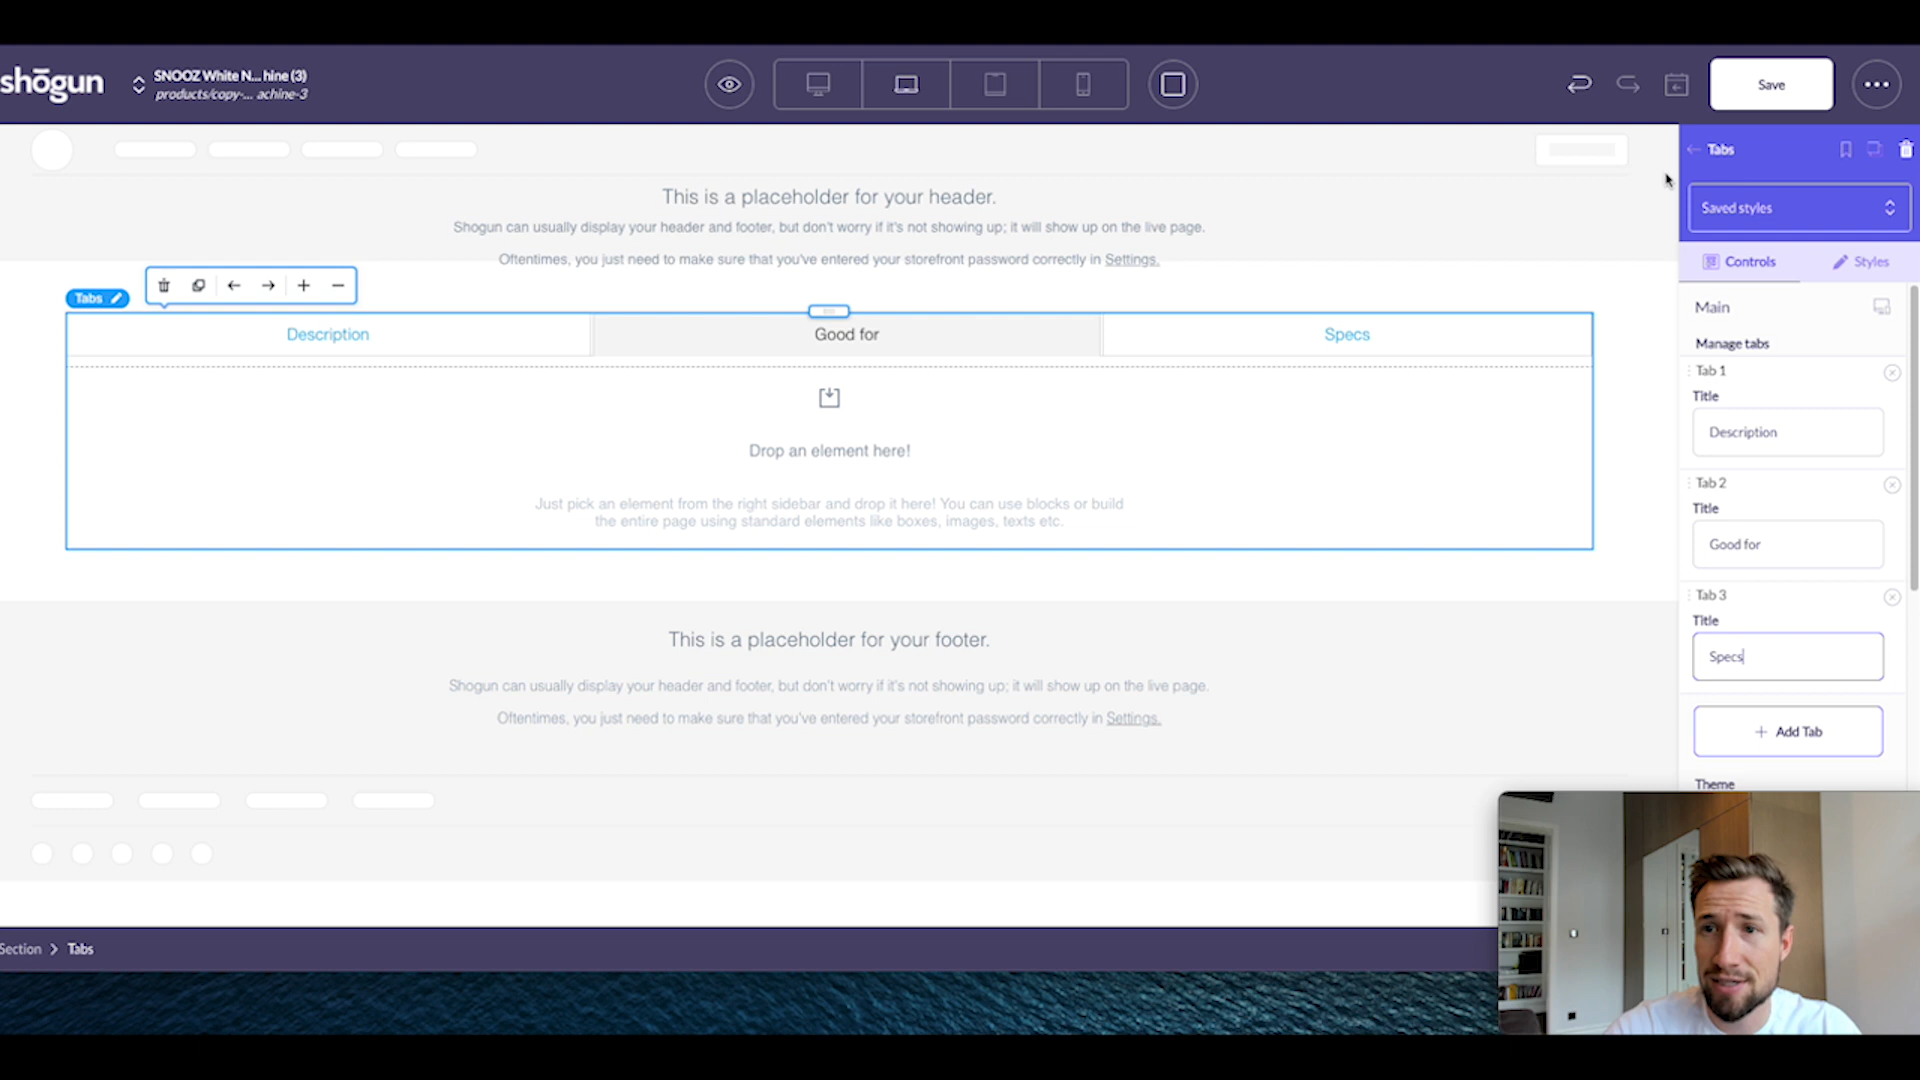 shōgun
SNOOZ White N... hine (3)
products/copy-... achine-3
Save
This is a placeholder for your header.
Shogun can usually display your header and footer, but don't worry if it's not showing up; it will show up on the live page.
Oftentimes, you just need to make sure that you've entered your storefront password correctly in Settings.
Tabs
Description
Good for
Specs
Drop an element here!
Just pick an element from the right sidebar and drop it here! You can use blocks or build
the entire page using standard elements like boxes, images, texts etc.
This is a placeholder for your footer.
Shogun can usually display your header and footer, but don't worry if it's not showing up; it will show up on the live page.
Oftentimes, you just need to make sure that you've entered your storefront password correctly in Settings.
Section > Tabs
Tabs
Saved styles
Controls
Styles
Main
Manage tabs
Tab 1
Title
Description
Tab 2
Title
Good for
Tab 3
Title
Specs
+ Add Tab
Theme